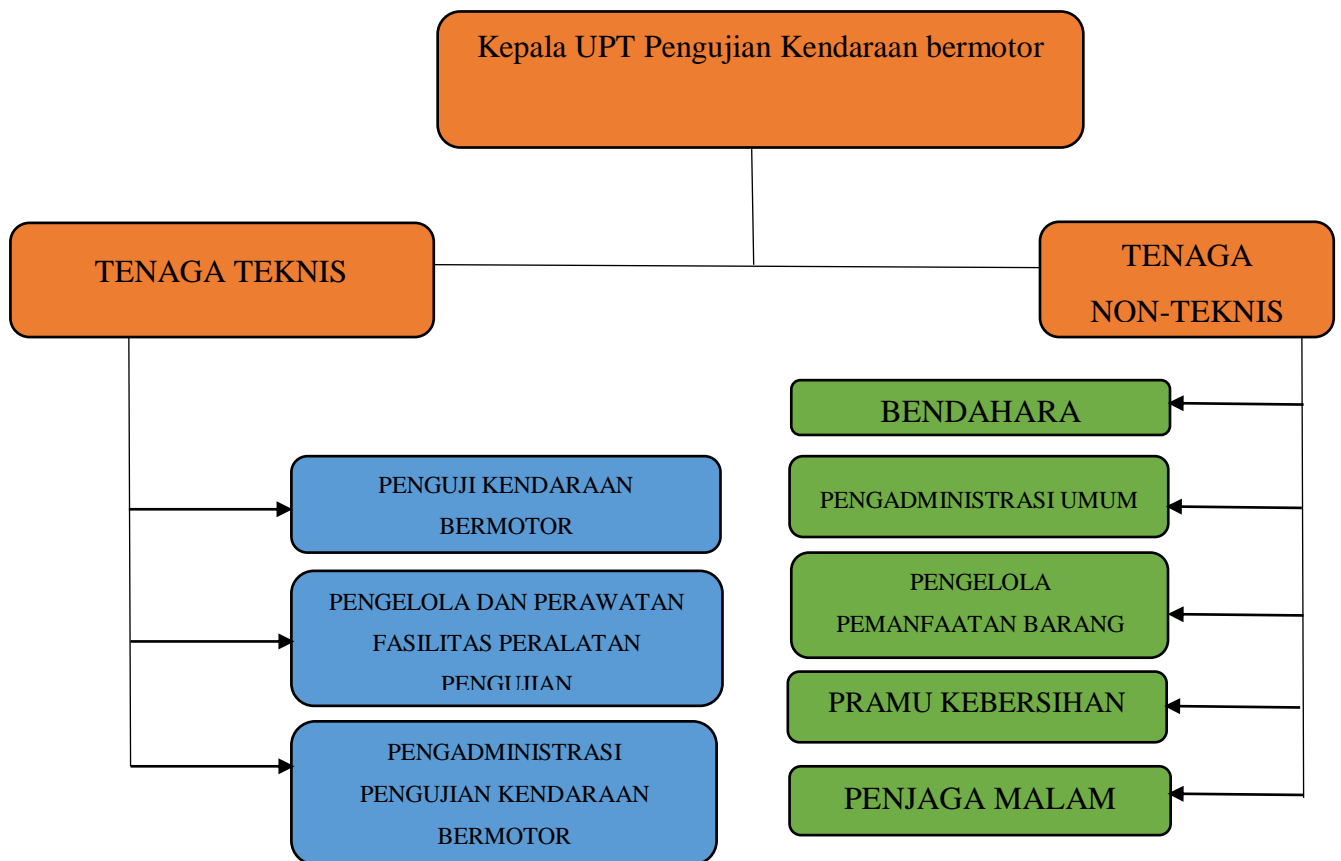 Kepala UPT Pengujian Kendaraan bermotor
TENAGA TEKNIS
PENGUJI KENDARAAN
BERMOTOR
PENGELOLA DAN PERAWATAN
FASILITAS PERALATAN
PENGUJIAN
PENGADMINISTRASI
PENGUJIAN KENDARAAN
BERMOTOR
TENAGA
NON-TEKNIS
BENDAHARA
PENGADMINISTRASI UMUM
PENGELOLA
PEMANFAATAN BARANG
PRAMU KEBERSIHAN
PENJAGA MALAM